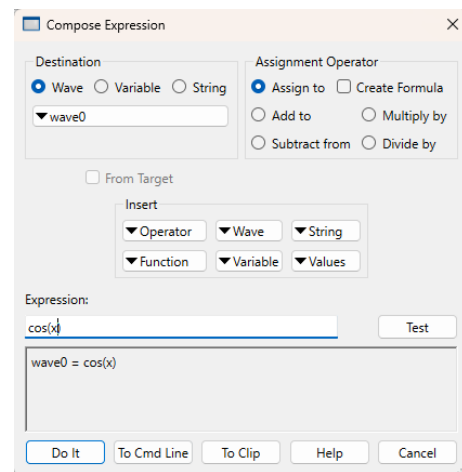 Compose Expression
Destination
Wave Variable String
wave0
Assignment Operator
Assign to Create Formula
Add to Multiply by
Subtract from Divide by
From Target
Insert
Operator Wave String
Function Variable Values
Expression:
cos(x)
Test
wave0 = cos(x)
Do It To Cmd Line To Clip Help Cancel